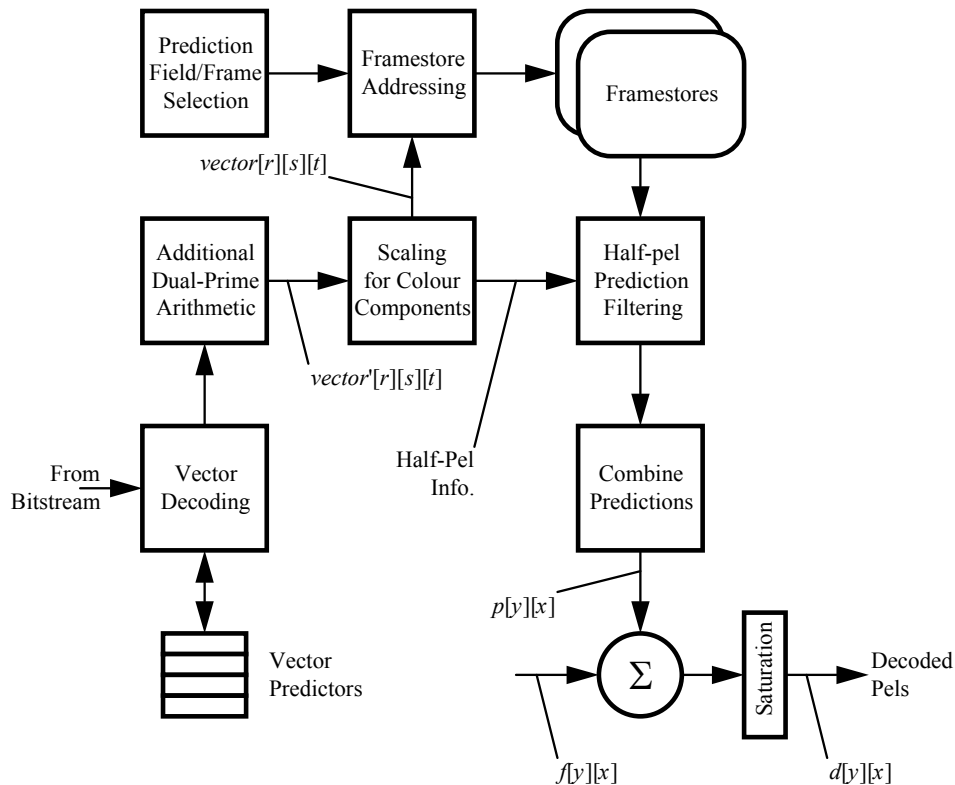 Prediction
Field/Frame
Selection
Framestore
Addressing
Framestores
vector[r][s][t]
Additional
Dual-Prime
Arithmetic
Scaling
for Colour
Components
Half-pel
Prediction
Filtering
vector'[r][s][t]
From
Bitstream
Vector
Decoding
Half-Pel
Info.
Combine
Predictions
p[y][x]
Vector
Predictors
Σ
Saturation
Decoded
Pels
f[y][x]
d[y][x]